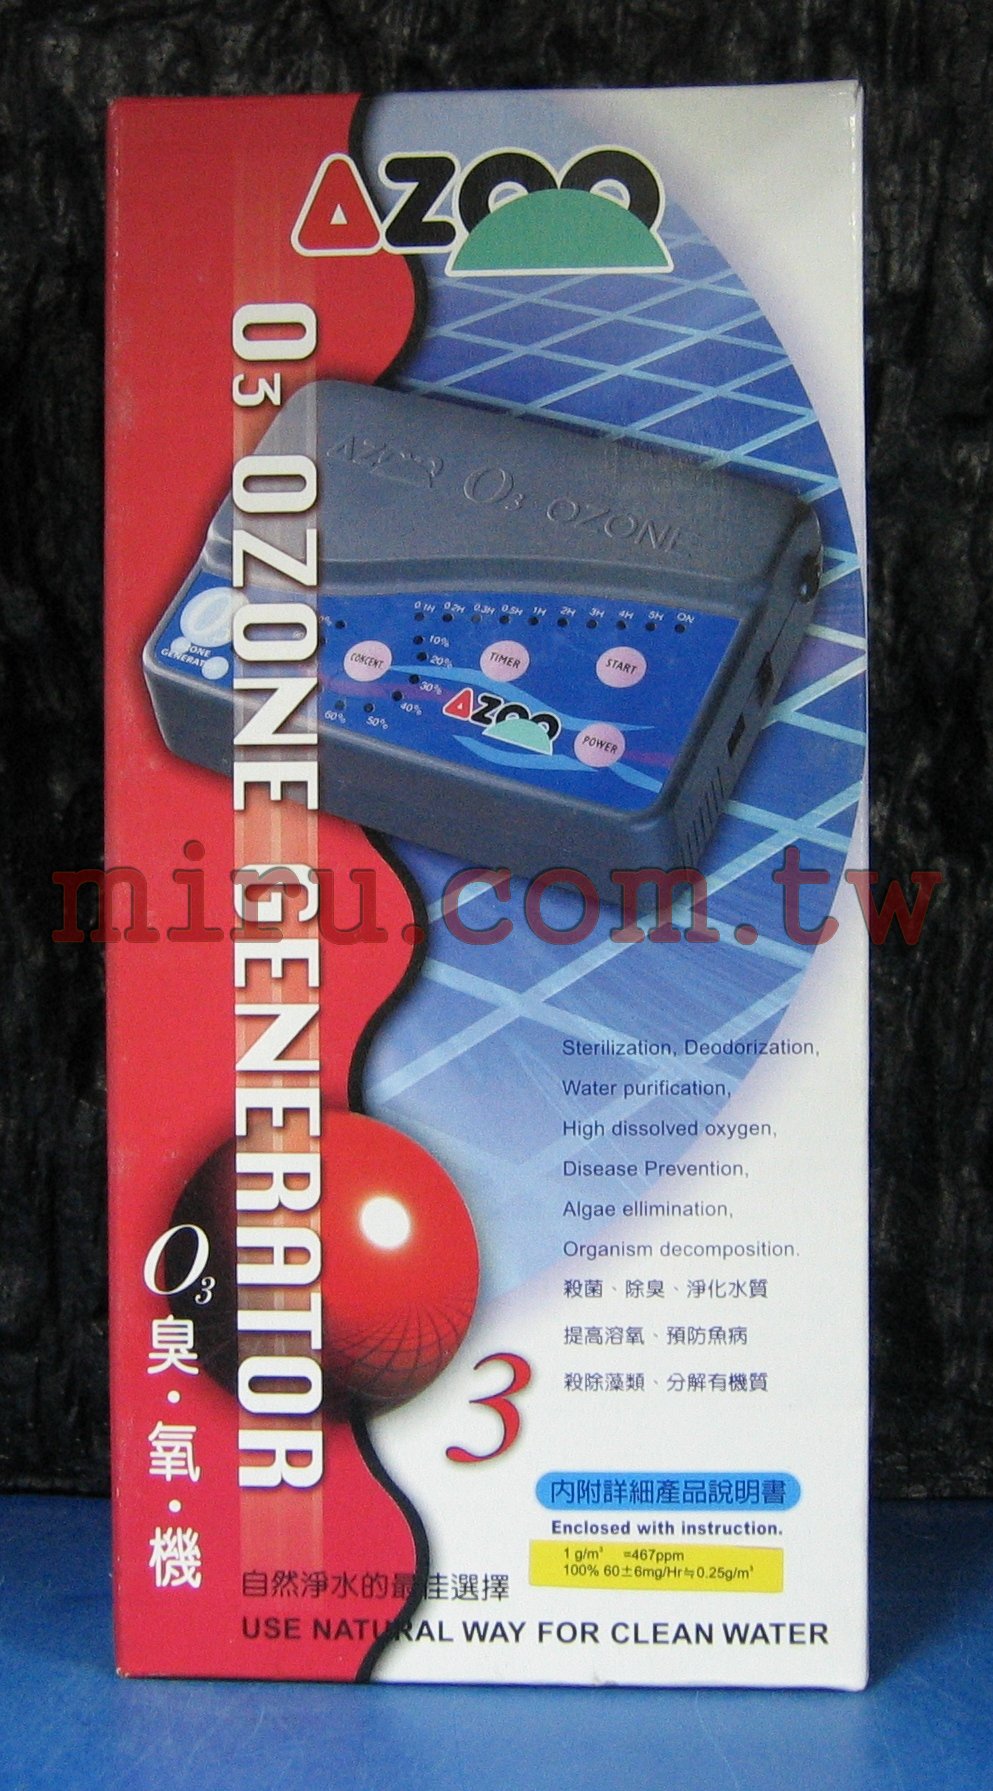 AZOO
O3 OZONE GENERATOR
AZOO O3 OZONE
0.1H 0.2H 0.3H 0.5H 1H 2H 3H 4H 5H ON
10%
20%
30%
40%
50%
60%
CONCENT.
TIMER
START
POWER
AZOO
miru.com.tw
Sterilization, Deodorization,
Water purification,
High dissolved oxygen,
Disease Prevention,
Algae ellimination,
Organism decomposition.
殺菌、除臭、淨化水質
提高溶氧、預防魚病
殺除藻類、分解有機質
O3
臭・氧・機
3
內附詳細產品說明書
Enclosed with instruction.
1 g/m³ =467ppm
100% 60±6mg/Hr≒0.25g/m³
自然淨水的最佳選擇
USE NATURAL WAY FOR CLEAN WATER